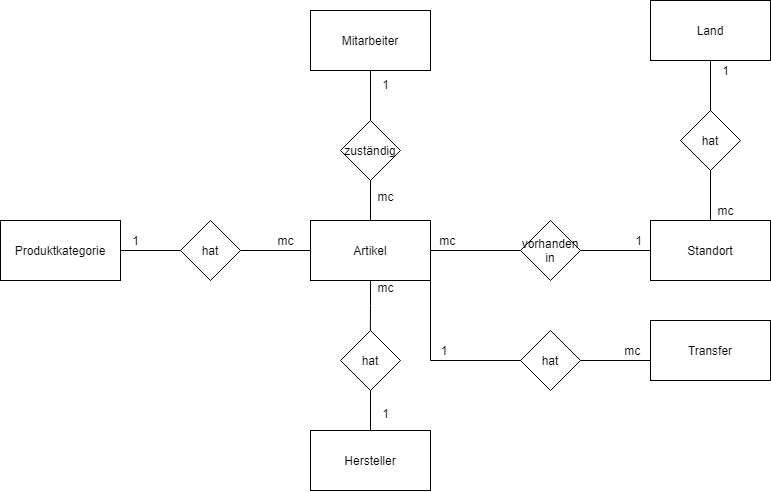 Land
Mitarbeiter
1
1
hat
zuständig
mc
mc
Produktkategorie
1
hat
mc
Artikel
mc
vorhanden
in
1
Standort
mc
1
hat
mc
Transfer
hat
1
Hersteller